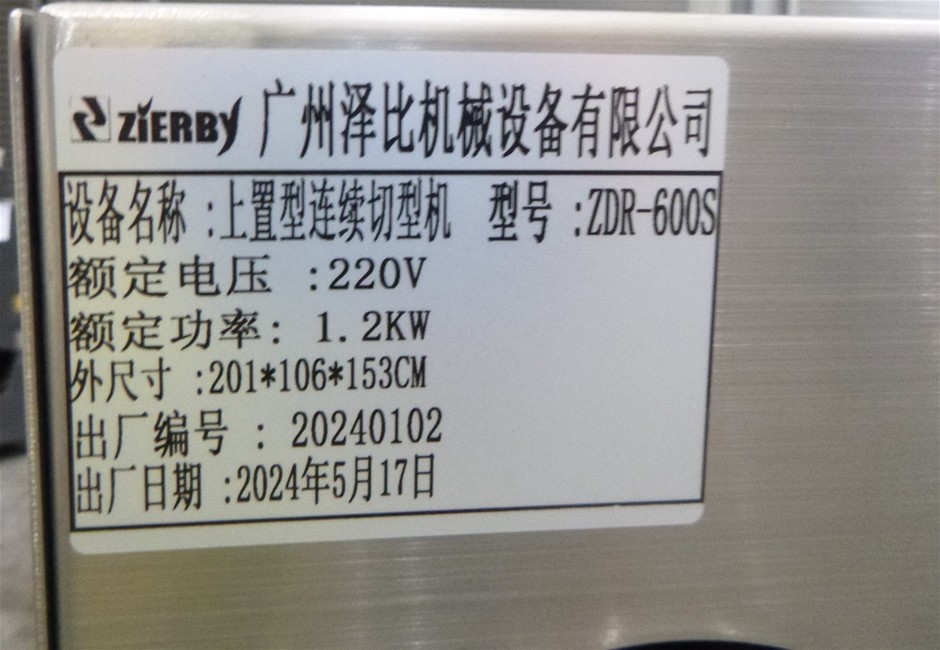 ZiERBY 广州泽比机械设备有限公司
设备名称 :上置型连续切型机 型号 :ZDR-600S
额定电压 :220V
额定功率: 1.2KW
外尺寸 :201*106*153CM
出厂编号 : 20240102
出厂日期 :2024年5月17日